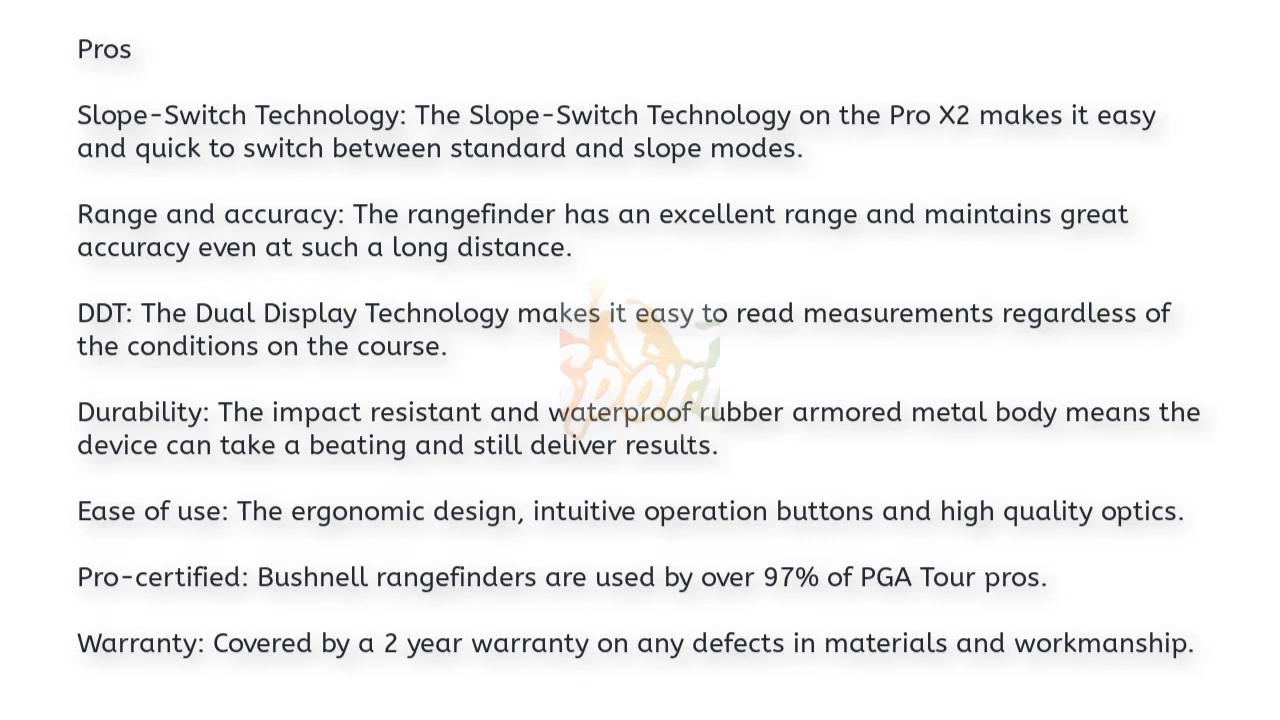 Pros
Slope-Switch Technology: The Slope-Switch Technology on the Pro X2 makes it easy
and quick to switch between standard and slope modes.
Range and accuracy: The rangefinder has an excellent range and maintains great
accuracy even at such a long distance.
DDT: The Dual Display Technology makes it easy to read measurements regardless of
the conditions on the course.
Sport
Durability: The impact resistant and waterproof rubber armored metal body means the
device can take a beating and still deliver results.
Ease of use: The ergonomic design, intuitive operation buttons and high quality optics.
Pro-certified: Bushnell rangefinders are used by over 97% of PGA Tour pros.
Warranty: Covered by a 2 year warranty on any defects in materials and workmanship.